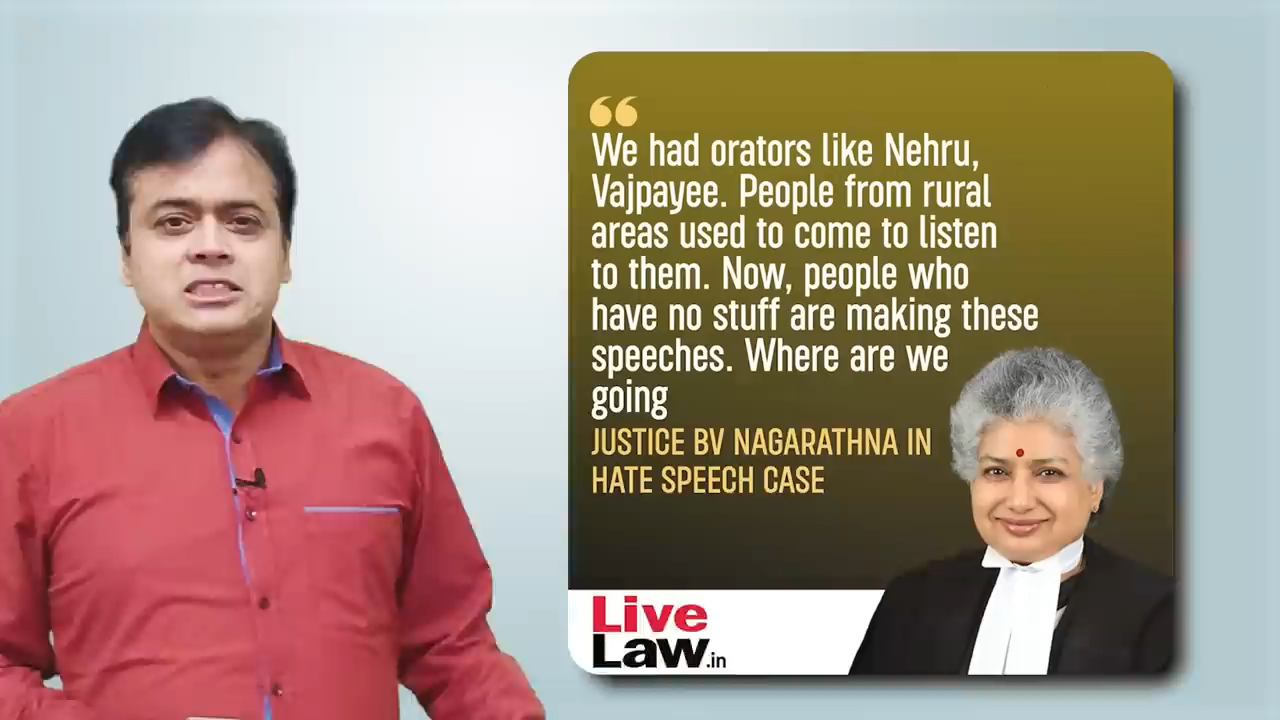 “
We had orators like Nehru,
Vajpayee. People from rural
areas used to come to listen
to them. Now, people who
have no stuff are making these
speeches. Where are we
going
JUSTICE BV NAGARATHNA IN
HATE SPEECH CASE
Live
Law.in